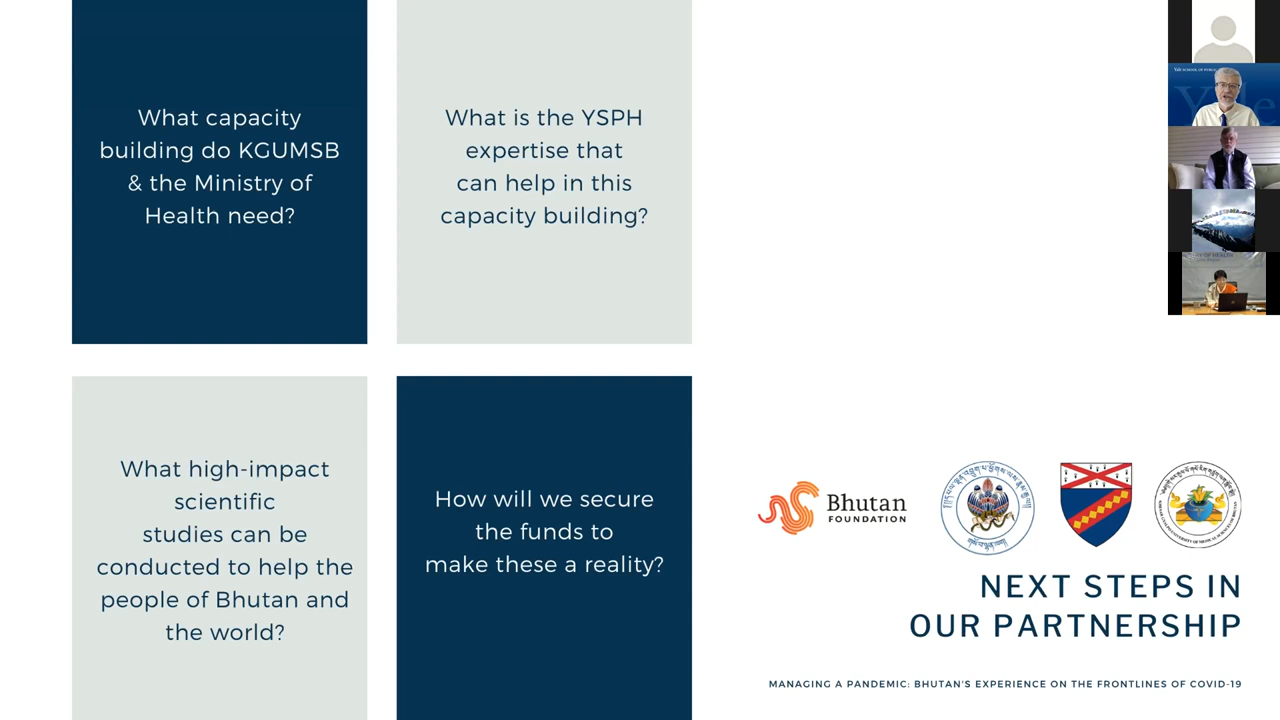 What capacity
building do KGUMSB
& the Ministry of
Health need?
What is the YSPH
expertise that
can help in this
capacity building?
What high-impact
scientific
studies can be
conducted to help the
people of Bhutan and
the world?
How will we secure
the funds to
make these a reality?
Bhutan
FOUNDATION
NEXT STEPS IN
OUR PARTNERSHIP
MANAGING A PANDEMIC: BHUTAN'S EXPERIENCE ON THE FRONTLINES OF COVID-19
Yale